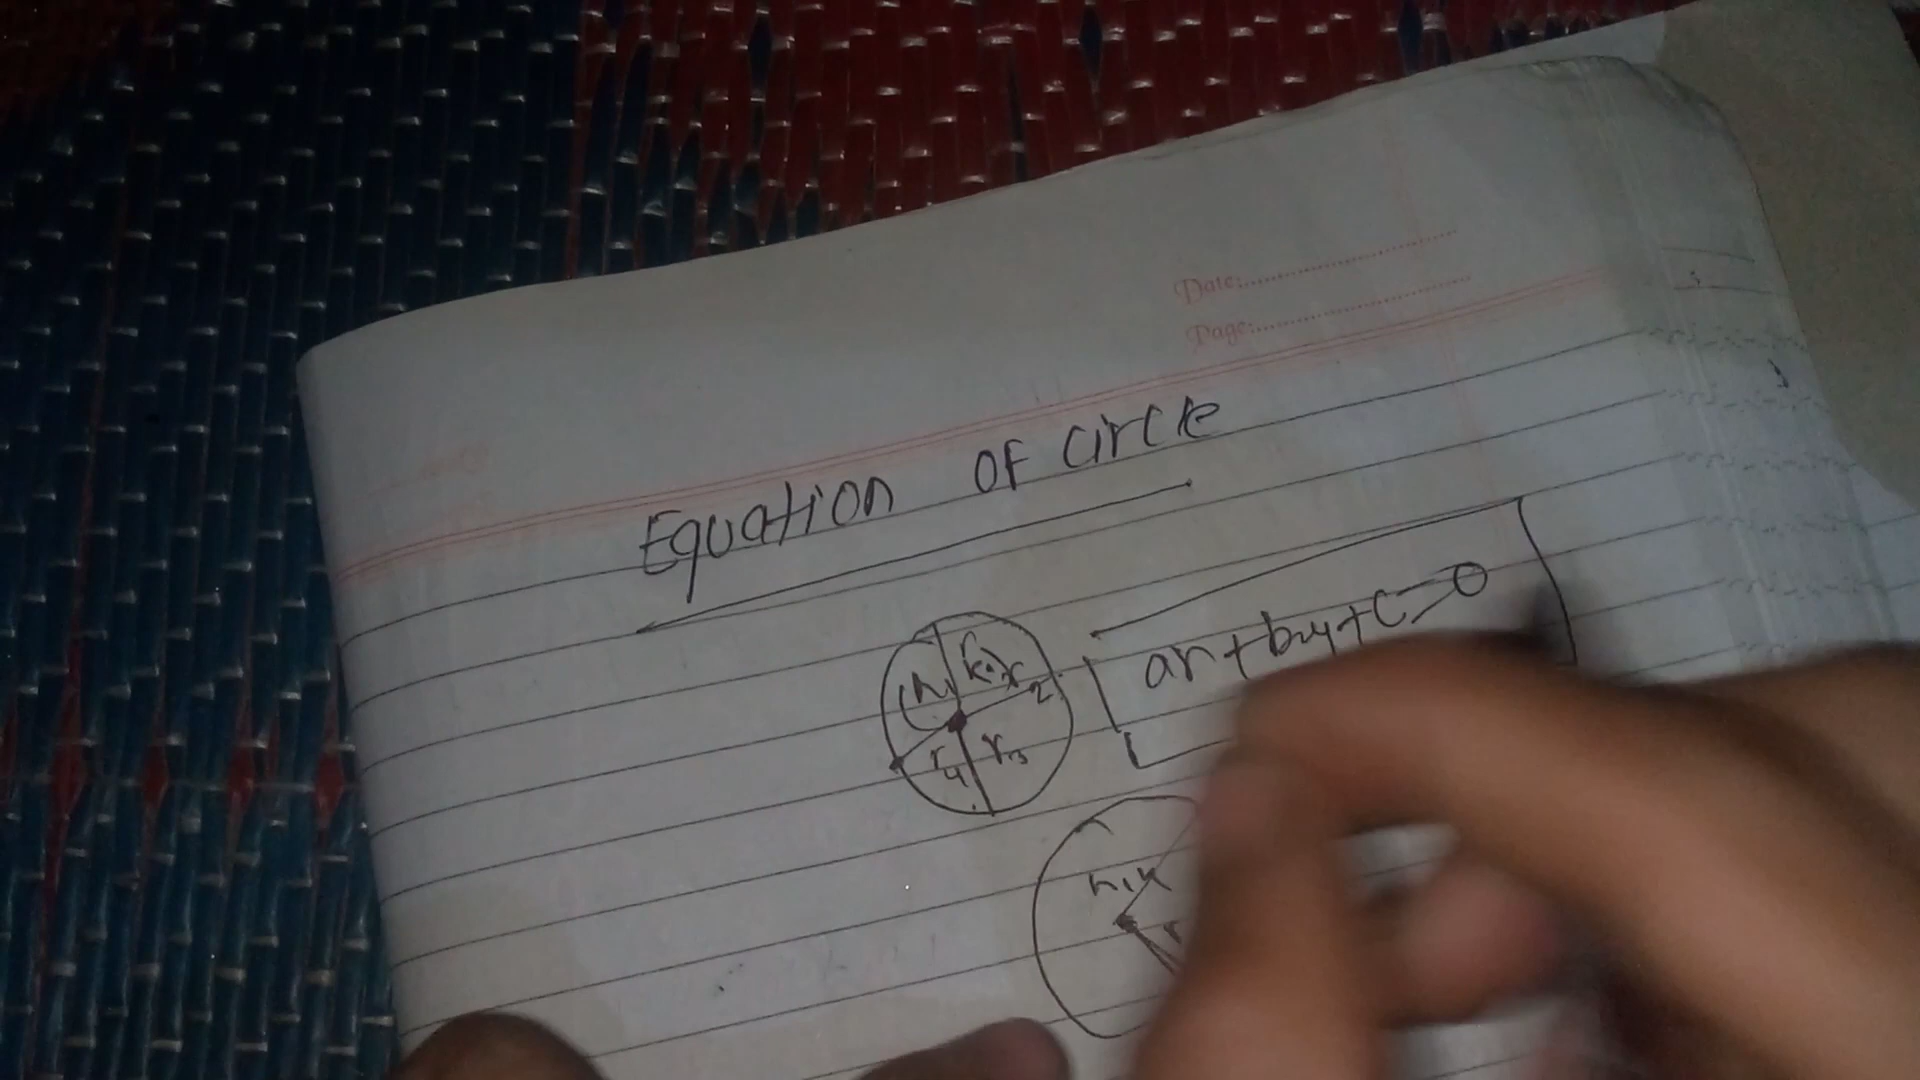 Date:
Page:
Equation OF circle
ax+by+c=0
(h, k)
r2
r4 r3
h,k
r